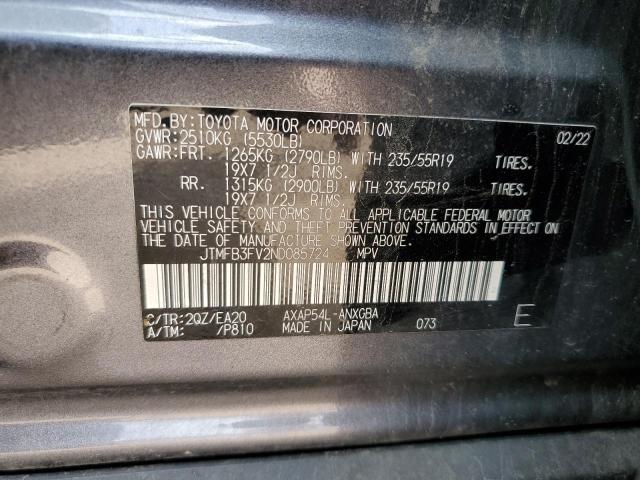 MFD. BY: TOYOTA MOTOR CORPORATION 02/22
GVWR: 2510KG (5530LB)
GAWR: FRT. 1265KG (2790LB) WITH 235/55R19 TIRES.
19X7 1/2J RIMS.
RR. 1315KG (2900LB) WITH 235/55R19 TIRES.
19X7 1/2J RIMS.
THIS VEHICLE CONFORMS TO ALL APPLICABLE FEDERAL MOTOR
VEHICLE SAFETY AND BUMPER STANDARDS IN EFFECT ON
THE DATE OF MANUFACTURE SHOWN ABOVE.
JTMFB3FV2ND085724 MPV
C/TR: 2QZ/EA20 AXAP54L-ANXGBA
A/TM: /P810 MADE IN JAPAN 073 E